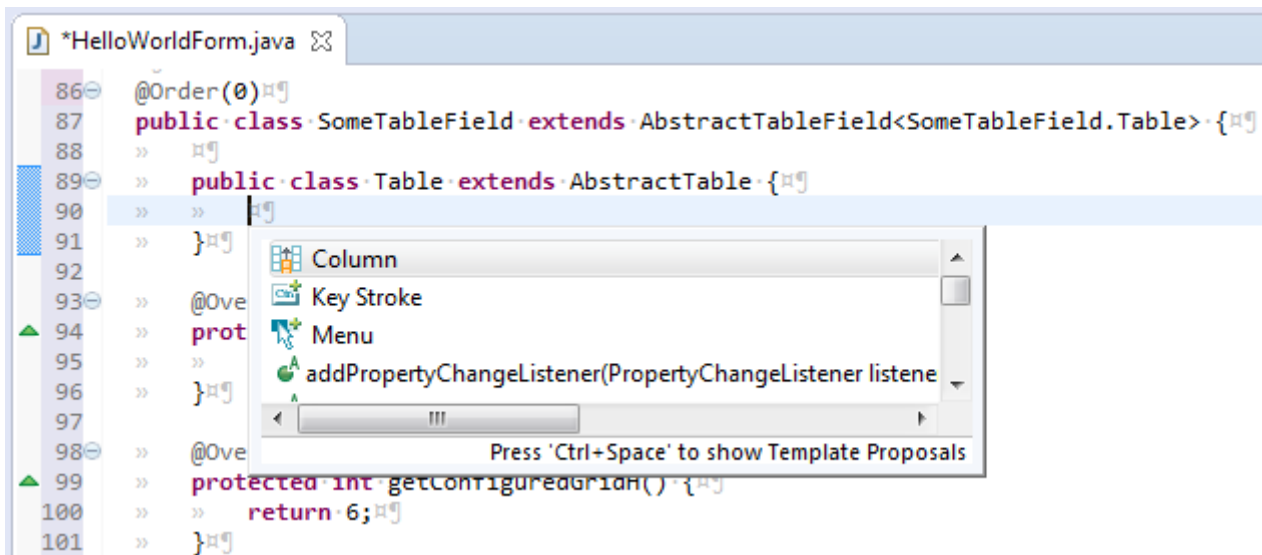 *HelloWorldForm.java
86 @Order(0)¤¶
87 public·class·SomeTableField·extends·AbstractTableField<SomeTableField.Table>·{¤¶
88 » ¤¶
89 » public·class·Table·extends·AbstractTable·{¤¶
90 » » ¤¶
91 » }¤¶
92
93 » @Ove
94 » prot
95 » »
96 » }¤¶
97
98 » @Ove
99 » protected·int·getConfiguredGridH()·{¤¶
100 » » return·6;¤¶
101 » }¤¶
Column
Key Stroke
Menu
addPropertyChangeListener(PropertyChangeListener listene
Press 'Ctrl+Space' to show Template Proposals